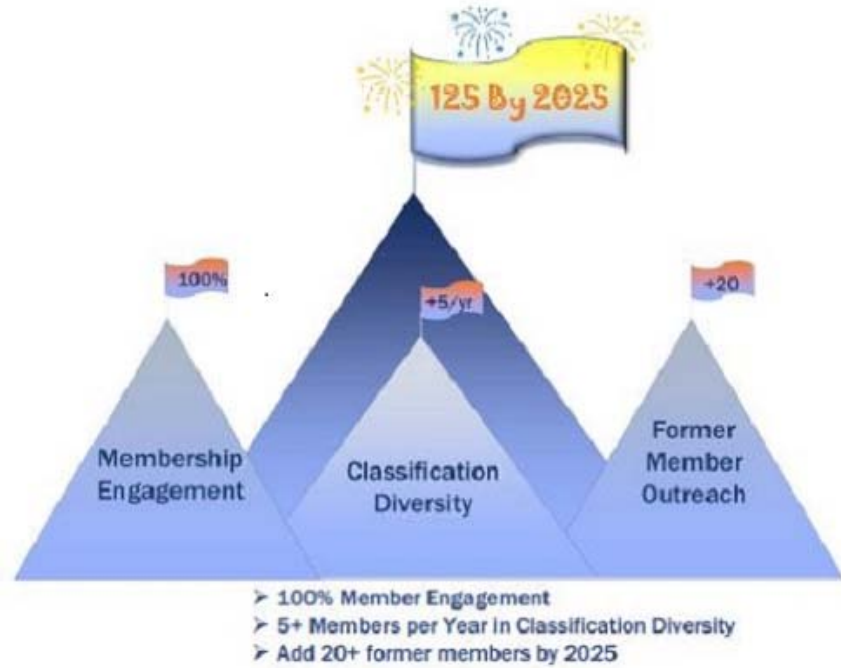 125 By 2025
100%
+5/yr
+20
Membership
Engagement
Classification
Diversity
Former
Member
Outreach
➢ 100% Member Engagement
➢ 5+ Members per Year in Classification Diversity
➢ Add 20+ former members by 2025